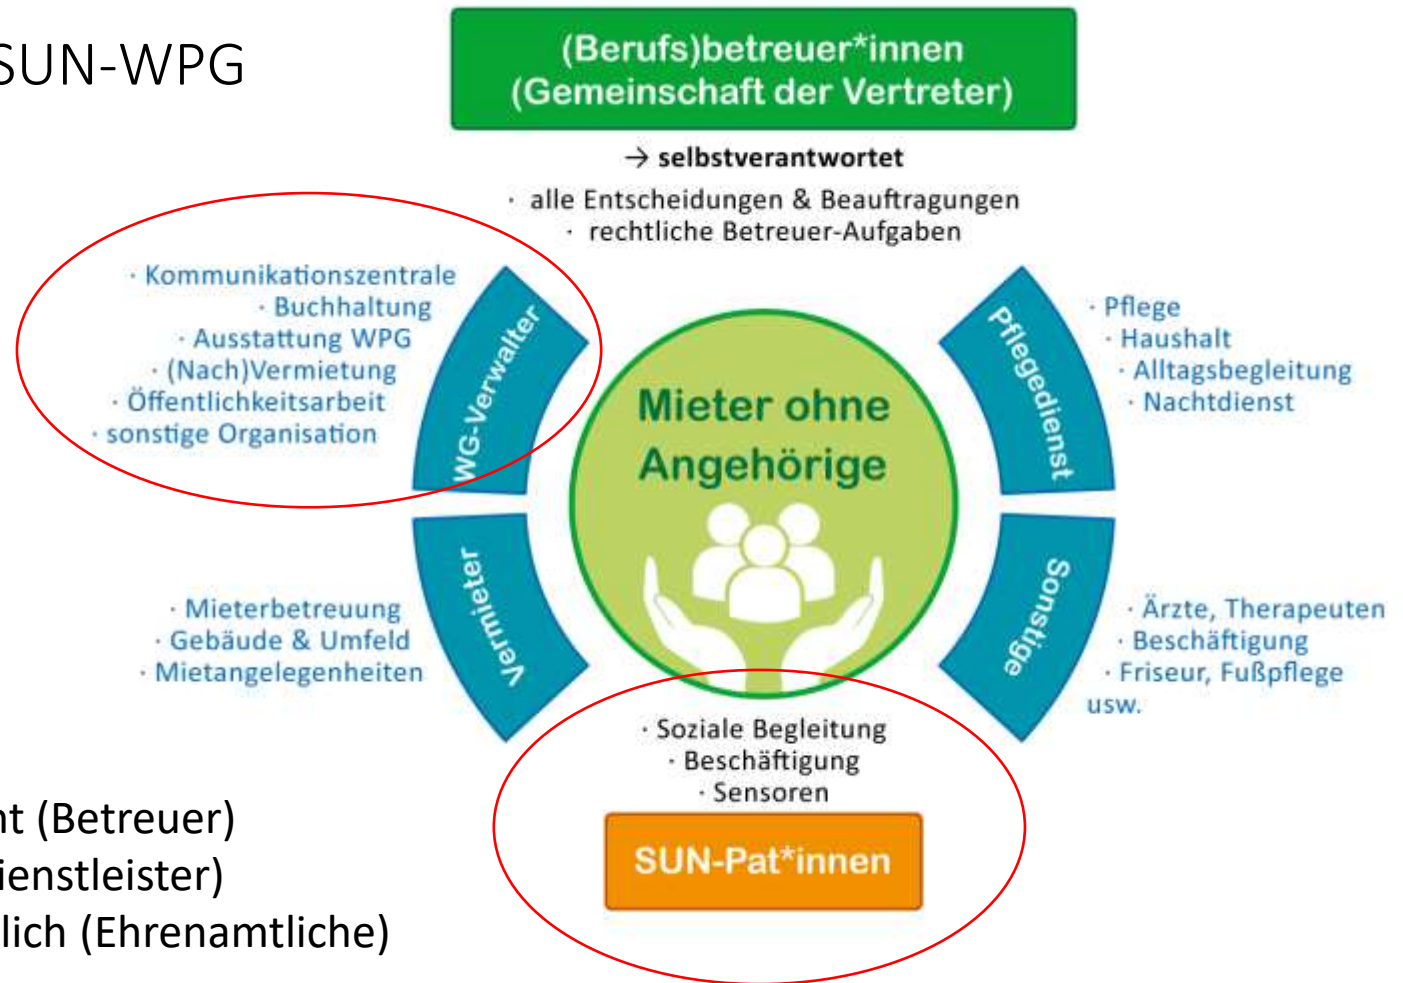 SUN-WPG
(Berufs)betreuer*innen
(Gemeinschaft der Vertreter)
→ selbstverantwortet
· alle Entscheidungen & Beauftragungen
· rechtliche Betreuer-Aufgaben
· Kommunikationszentrale
· Buchhaltung
· Ausstattung WPG
· (Nach)Vermietung
· Öffentlichkeitsarbeit
· sonstige Organisation
WG-Verwalter
Mieter ohne
Angehörige
Pflegedienst
· Pflege
· Haushalt
· Alltagsbegleitung
· Nachtdienst
· Mieterbetreuung
· Gebäude & Umfeld
· Mietangelegenheiten
Vermieter
Sonstige
· Ärzte, Therapeuten
· Beschäftigung
· Friseur, Fußpflege
usw.
· Soziale Begleitung
· Beschäftigung
· Sensoren
SUN-Pat*innen
nt (Betreuer)
ienstleister)
lich (Ehrenamtliche)